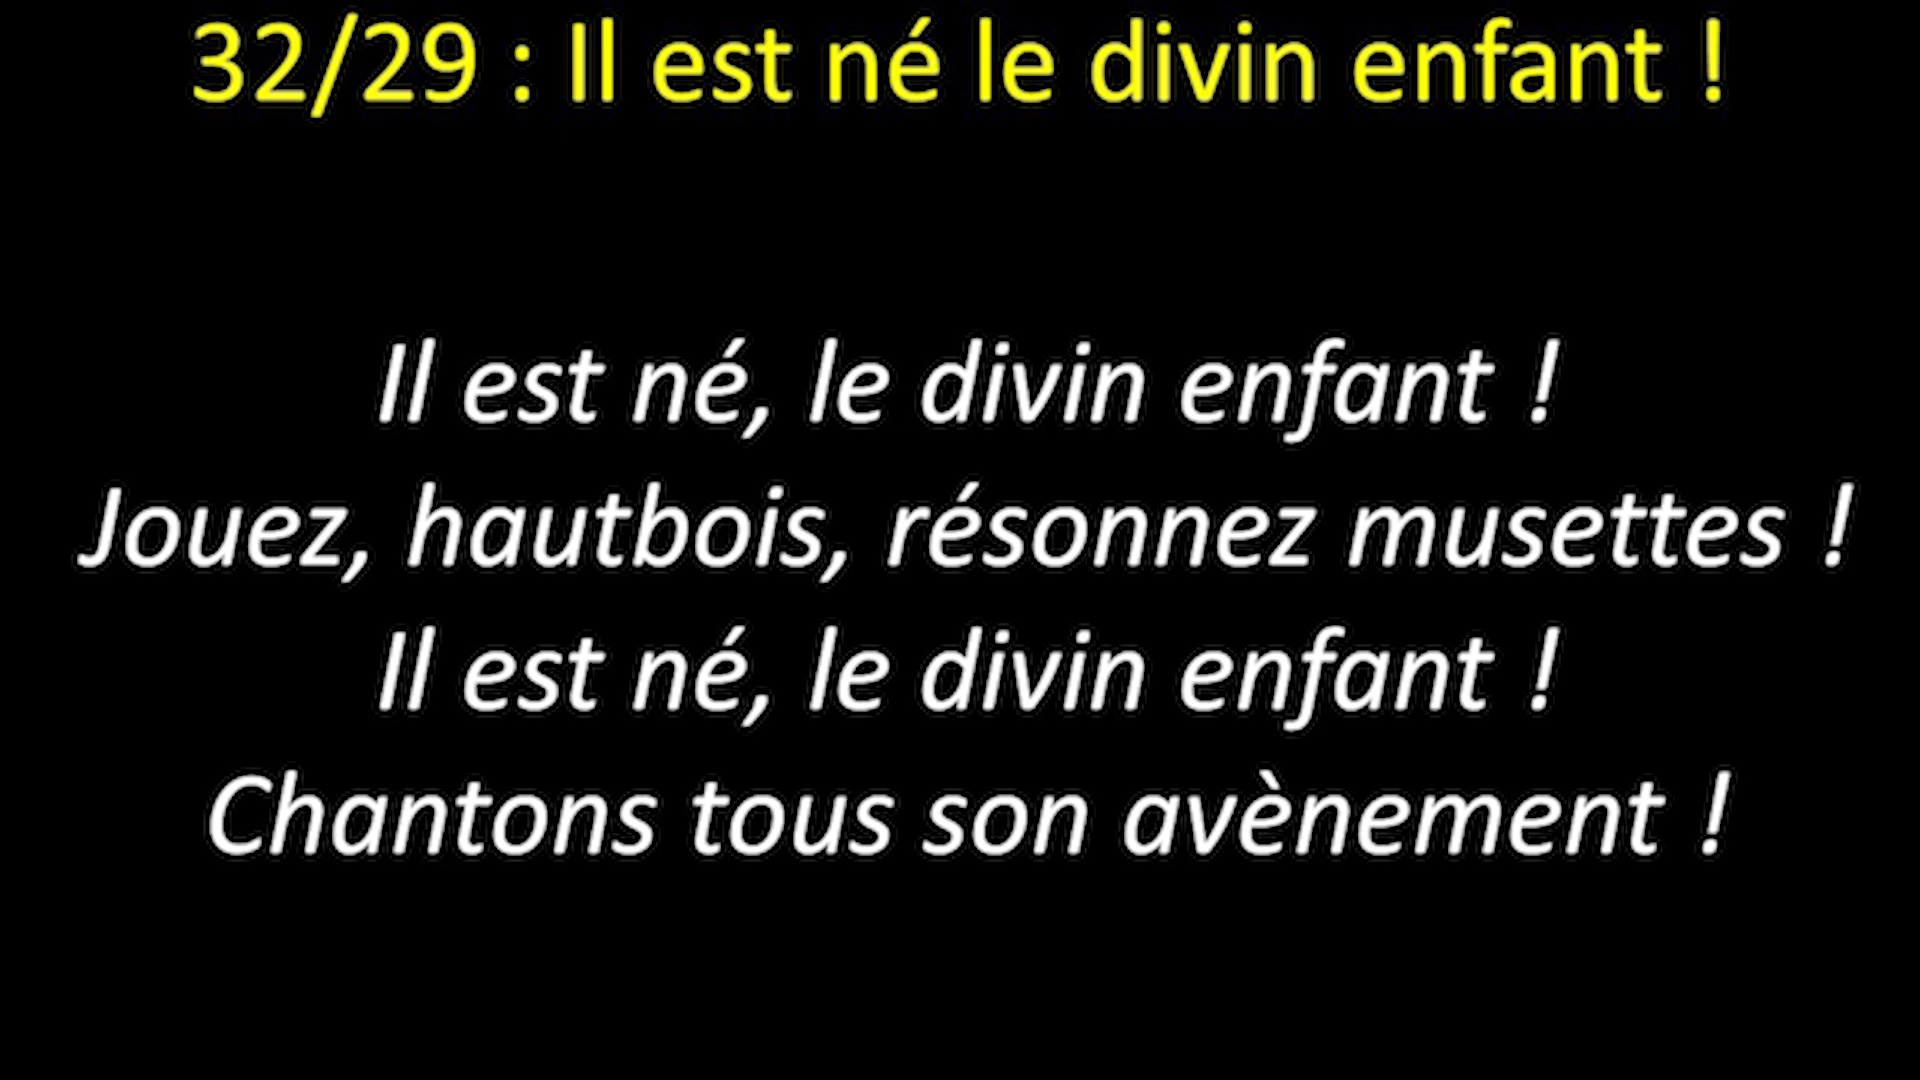 32/29 : Il est né le divin enfant !
Il est né, le divin enfant !
Jouez, hautbois, résonnez musettes !
Il est né, le divin enfant !
Chantons tous son avènement !